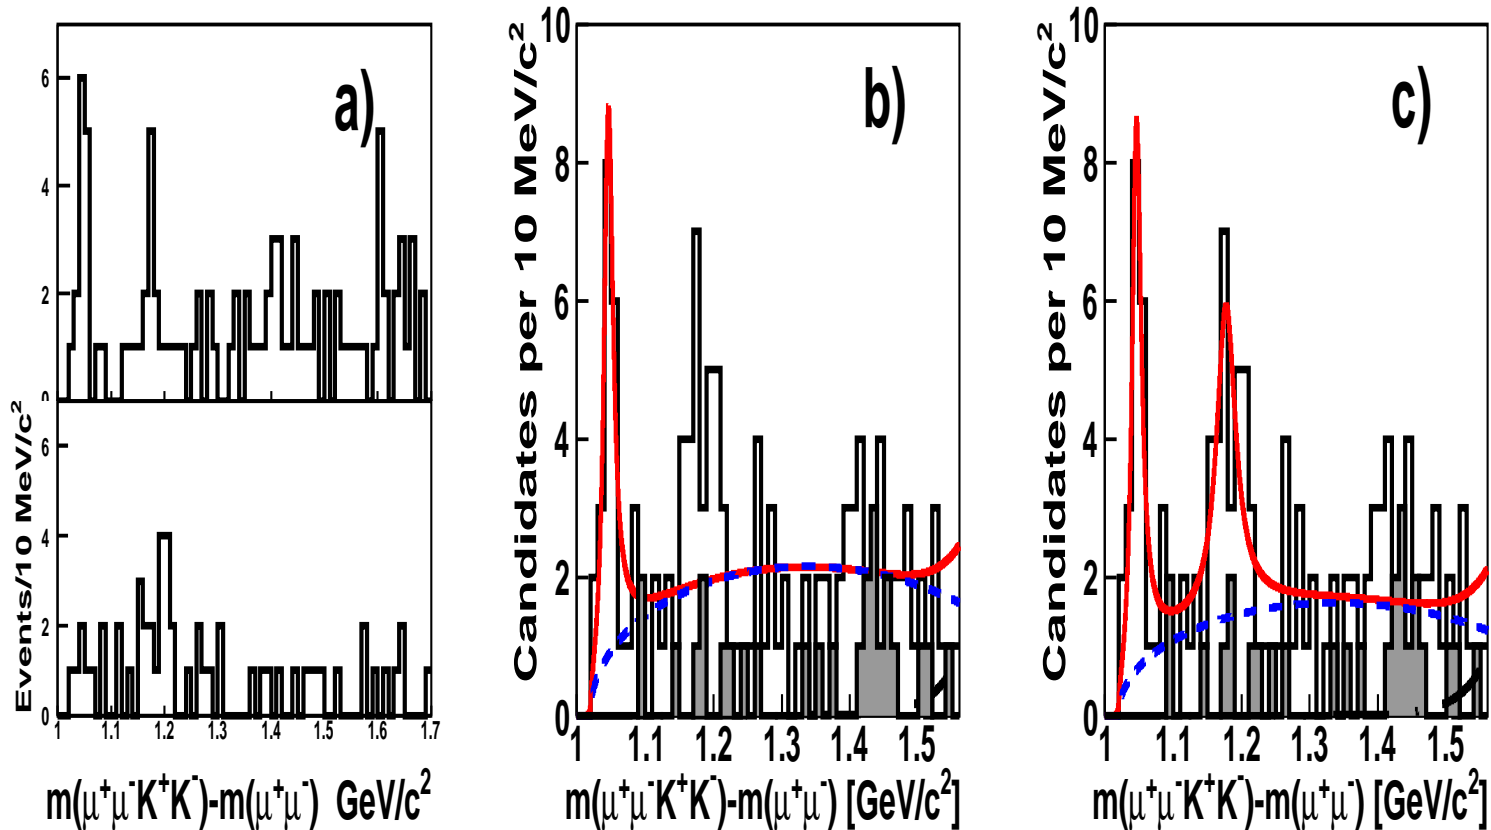 a)
6
4
2
0
6
4
2
0
Events/10 MeV/c²
1 1.1 1.2 1.3 1.4 1.5 1.6 1.7
m(μ⁺μ⁻K⁺K⁻)-m(μ⁺μ⁻) GeV/c²
b)
Candidates per 10 MeV/c²
10
8
6
4
2
0
1 1.1 1.2 1.3 1.4 1.5
m(μ⁺μ⁻K⁺K⁻)-m(μ⁺μ⁻) [GeV/c²]
c)
Candidates per 10 MeV/c²
10
8
6
4
2
0
1 1.1 1.2 1.3 1.4 1.5
m(μ⁺μ⁻K⁺K⁻)-m(μ⁺μ⁻) [GeV/c²]